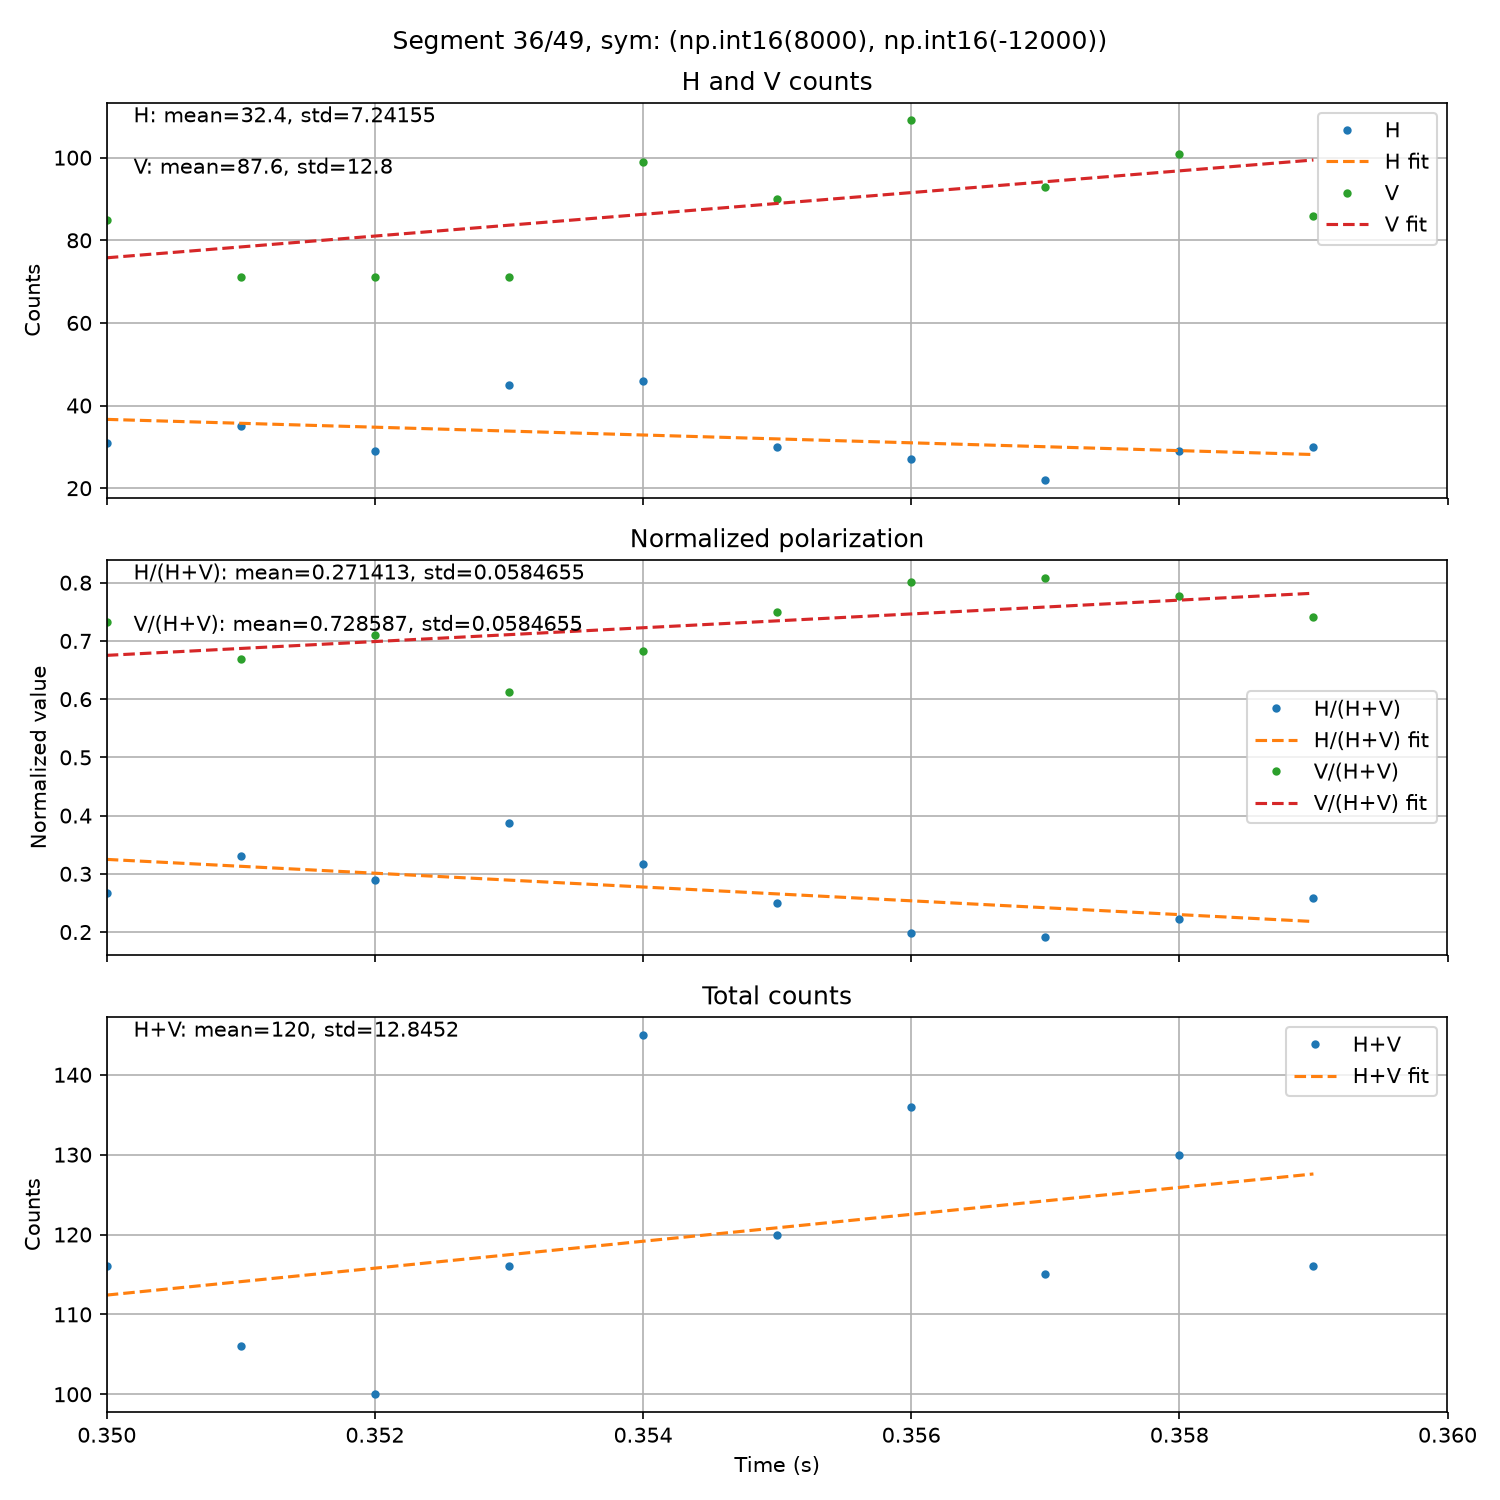 Segment 36/49, sym: (np.int16(8000), np.int16(-12000))
H and V counts
H: mean=32.4, std=7.24155
V: mean=87.6, std=12.8
H
H fit
V
V fit
100
80
60
40
20
Counts
Normalized polarization
H/(H+V): mean=0.271413, std=0.0584655
V/(H+V): mean=0.728587, std=0.0584655
H/(H+V)
H/(H+V) fit
V/(H+V)
V/(H+V) fit
0.8
0.7
0.6
0.5
0.4
0.3
0.2
Normalized value
Total counts
H+V: mean=120, std=12.8452
H+V
H+V fit
140
130
120
110
100
Counts
0.350 0.352 0.354 0.356 0.358 0.360
Time (s)